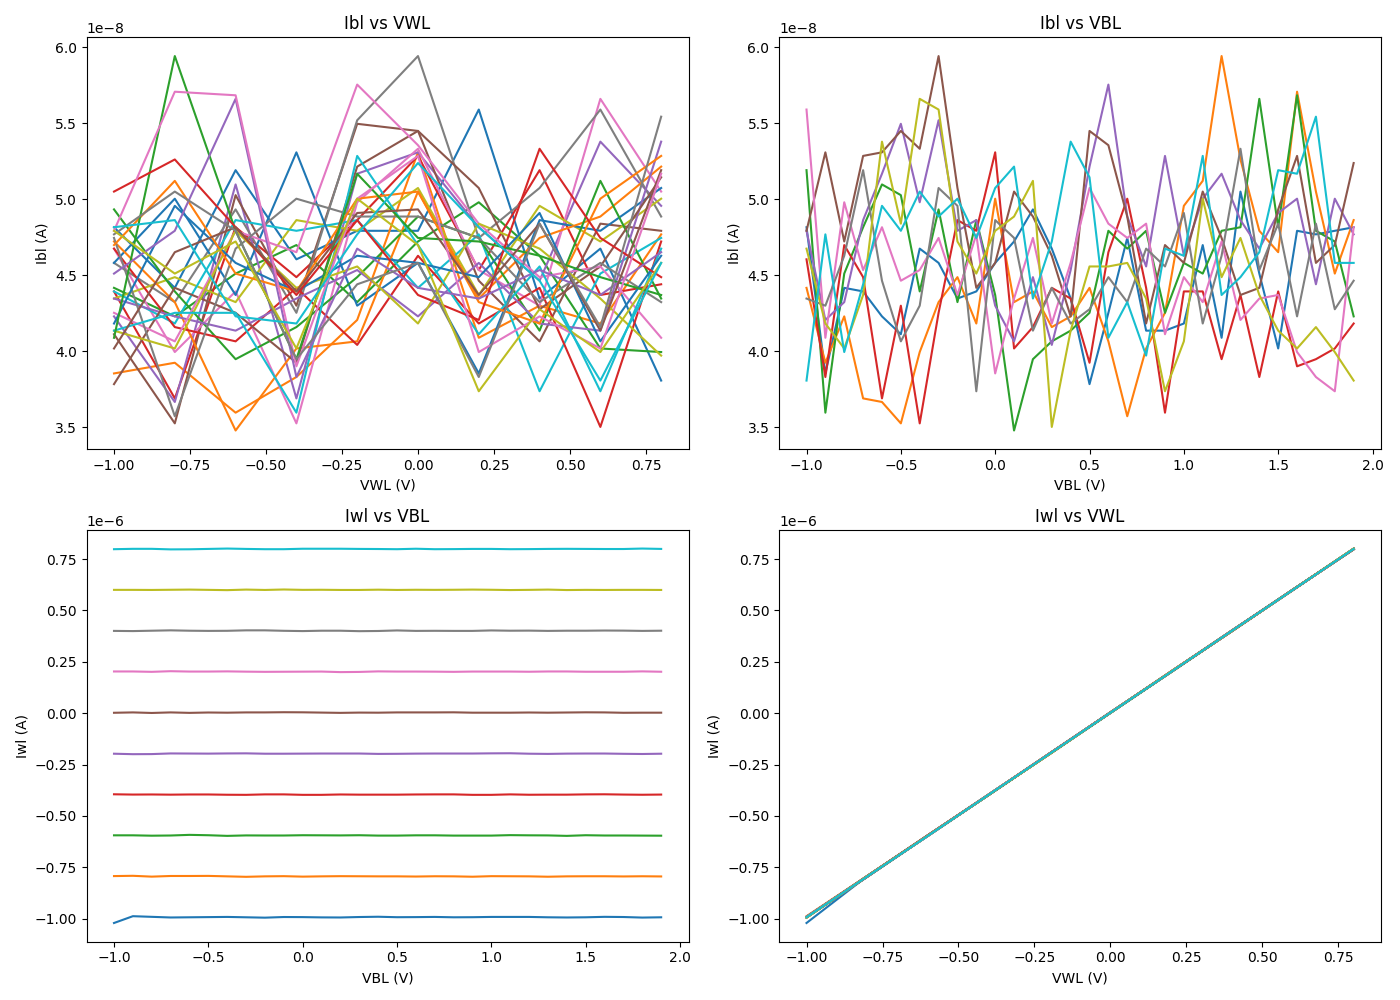 Ibl vs VWL
1e−8
6.0
5.5
5.0
4.5
4.0
3.5
Ibl (A)
−1.00 −0.75 −0.50 −0.25 0.00 0.25 0.50 0.75
VWL (V)
Ibl vs VBL
1e−8
6.0
5.5
5.0
4.5
4.0
3.5
Ibl (A)
−1.0 −0.5 0.0 0.5 1.0 1.5 2.0
VBL (V)
Iwl vs VBL
1e−6
0.75
0.50
0.25
0.00
−0.25
−0.50
−0.75
−1.00
Iwl (A)
−1.0 −0.5 0.0 0.5 1.0 1.5 2.0
VBL (V)
Iwl vs VWL
1e−6
0.75
0.50
0.25
0.00
−0.25
−0.50
−0.75
−1.00
Iwl (A)
−1.00 −0.75 −0.50 −0.25 0.00 0.25 0.50 0.75
VWL (V)